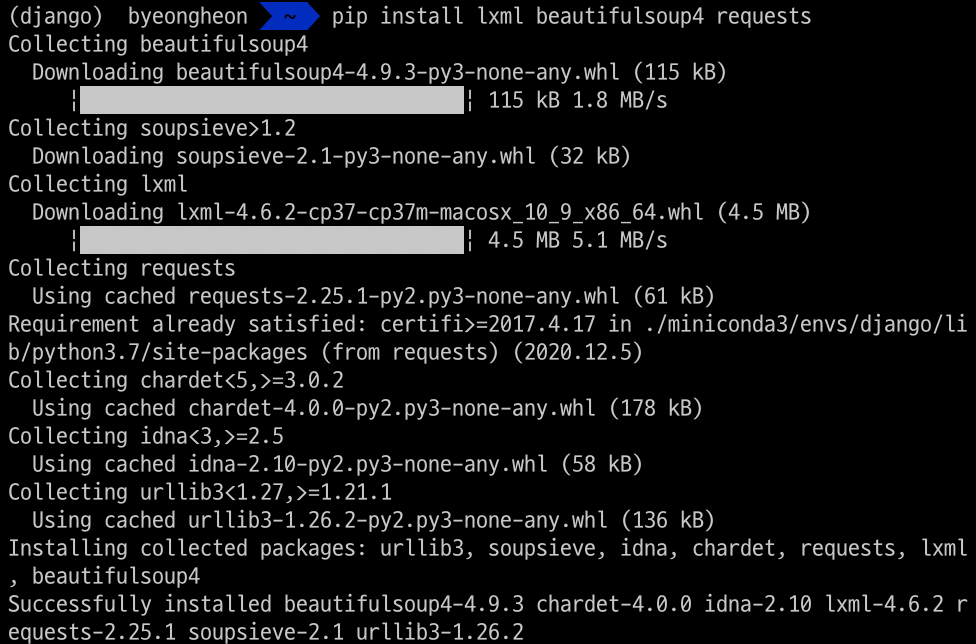 (django)  byeongheon  ~  pip install lxml beautifulsoup4 requests
Collecting beautifulsoup4
  Downloading beautifulsoup4-4.9.3-py3-none-any.whl (115 kB)
     |████████████████████████████████| 115 kB 1.8 MB/s
Collecting soupsieve>1.2
  Downloading soupsieve-2.1-py3-none-any.whl (32 kB)
Collecting lxml
  Downloading lxml-4.6.2-cp37-cp37m-macosx_10_9_x86_64.whl (4.5 MB)
     |████████████████████████████████| 4.5 MB 5.1 MB/s
Collecting requests
  Using cached requests-2.25.1-py2.py3-none-any.whl (61 kB)
Requirement already satisfied: certifi>=2017.4.17 in ./miniconda3/envs/django/li
b/python3.7/site-packages (from requests) (2020.12.5)
Collecting chardet<5,>=3.0.2
  Using cached chardet-4.0.0-py2.py3-none-any.whl (178 kB)
Collecting idna<3,>=2.5
  Using cached idna-2.10-py2.py3-none-any.whl (58 kB)
Collecting urllib3<1.27,>=1.21.1
  Using cached urllib3-1.26.2-py2.py3-none-any.whl (136 kB)
Installing collected packages: urllib3, soupsieve, idna, chardet, requests, lxml
, beautifulsoup4
Successfully installed beautifulsoup4-4.9.3 chardet-4.0.0 idna-2.10 lxml-4.6.2 r
equests-2.25.1 soupsieve-2.1 urllib3-1.26.2